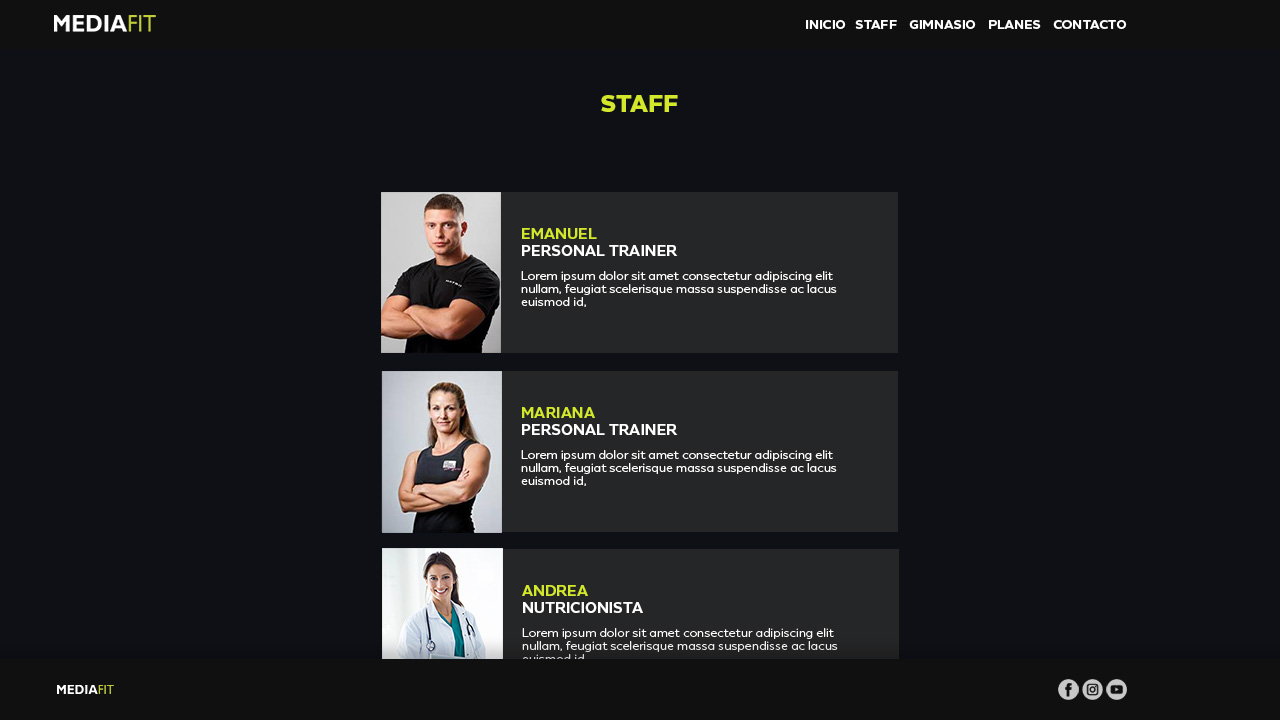 MEDIAFIT
INICIO STAFF GIMNASIO PLANES CONTACTO
STAFF
EMANUEL
PERSONAL TRAINER
Lorem ipsum dolor sit amet consectetur adipiscing elit
nullam, feugiat scelerisque massa suspendisse ac lacus
euismod id,
MARIANA
PERSONAL TRAINER
Lorem ipsum dolor sit amet consectetur adipiscing elit
nullam, feugiat scelerisque massa suspendisse ac lacus
euismod id,
ANDREA
NUTRICIONISTA
Lorem ipsum dolor sit amet consectetur adipiscing elit
nullam, feugiat scelerisque massa suspendisse ac lacus
euismod id
MEDIAFIT